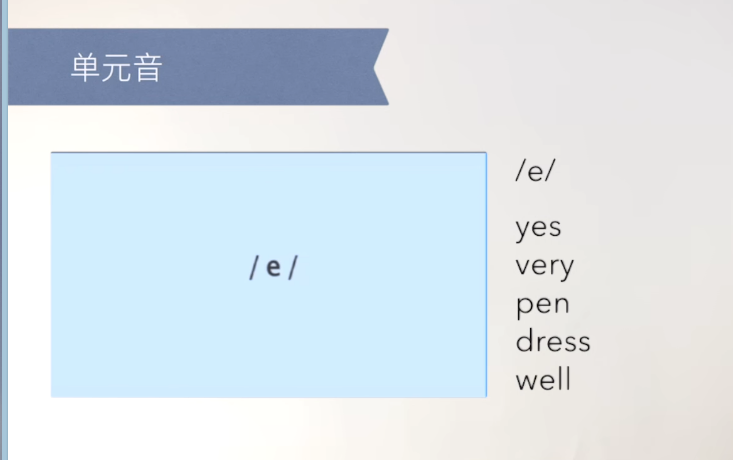 单元音
/ e /
/e/
yes
very
pen
dress
well